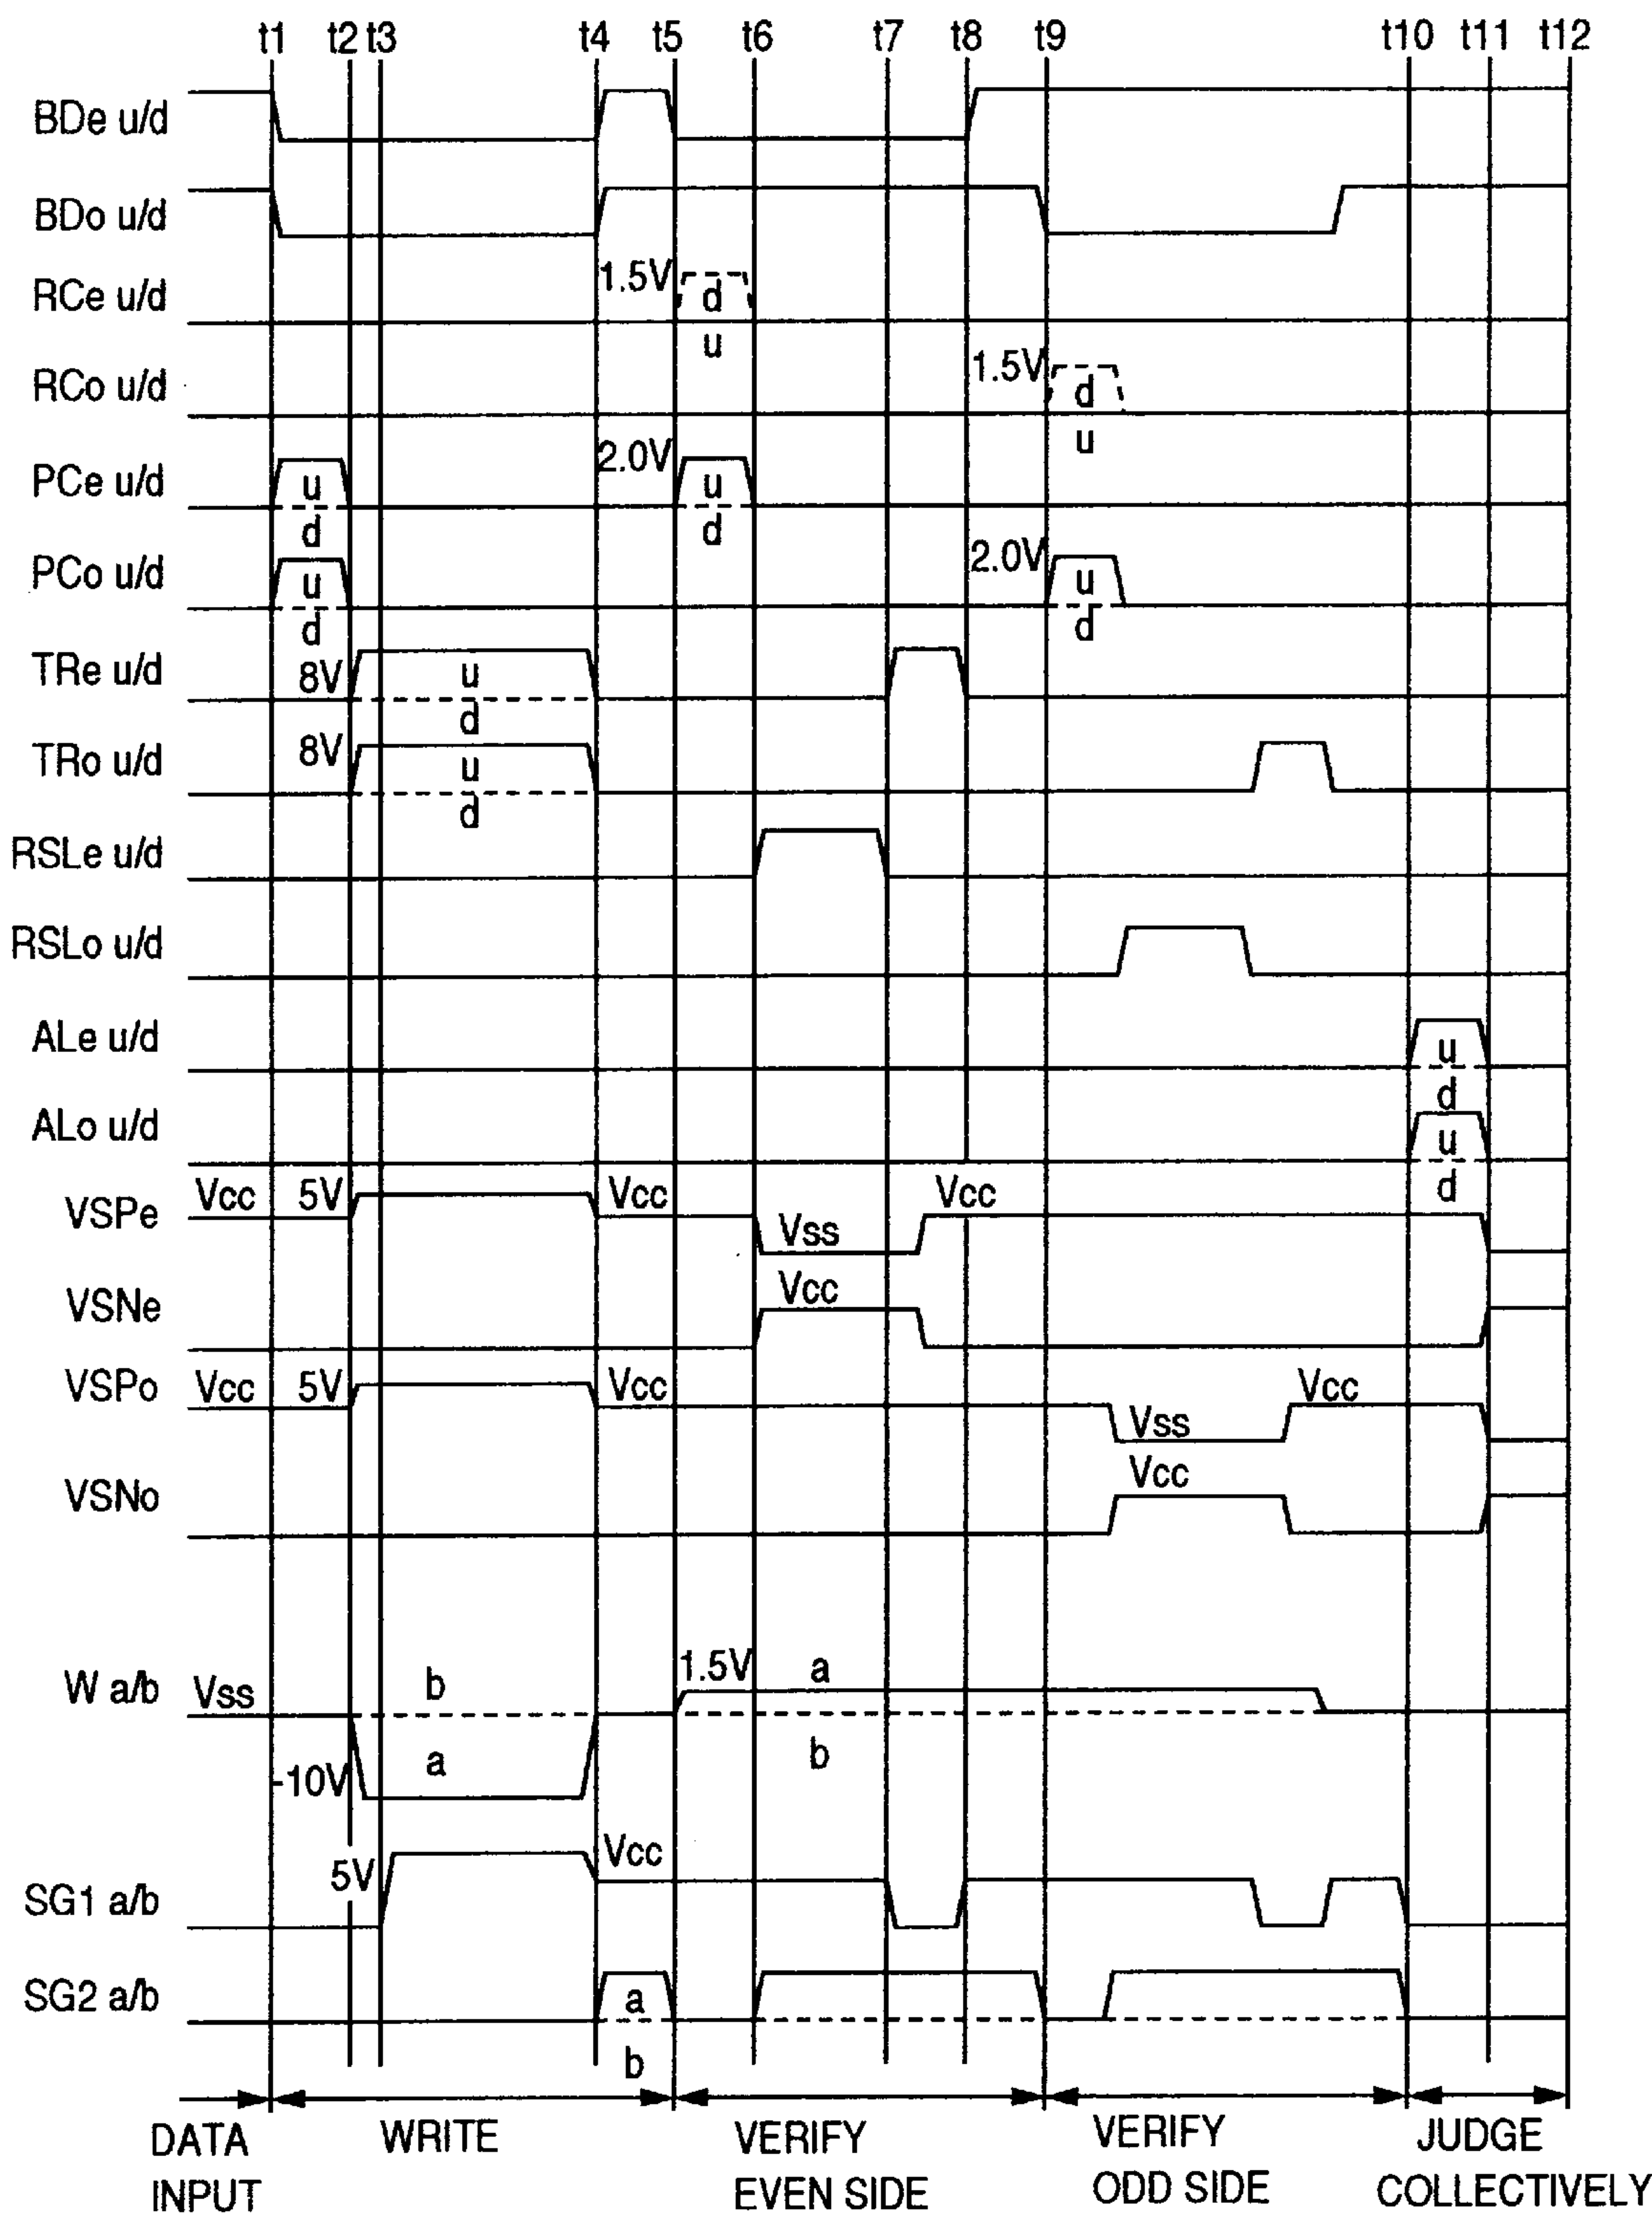 t1 t2 t3 t4 t5 t6 t7 t8 t9 t10 t11 t12
BDe u/d
BDo u/d
RCe u/d 1.5V d
u
RCo u/d 1.5V d
u
PCe u/d u 2.0V u
d d
PCo u/d u 2.0V u
d d
TRe u/d 8V u
d
TRo u/d 8V u
d
RSLe u/d
RSLo u/d
ALe u/d u
d
ALo u/d u
d
VSPe Vcc 5V Vcc Vss Vcc
VSNe Vcc
VSPo Vcc 5V Vcc Vss Vcc
VSNo Vcc
W a/b Vss b 1.5V a
-10V a b
SG1 a/b 5V Vcc
SG2 a/b a
b
DATA INPUT
WRITE
VERIFY EVEN SIDE
VERIFY ODD SIDE
JUDGE COLLECTIVELY